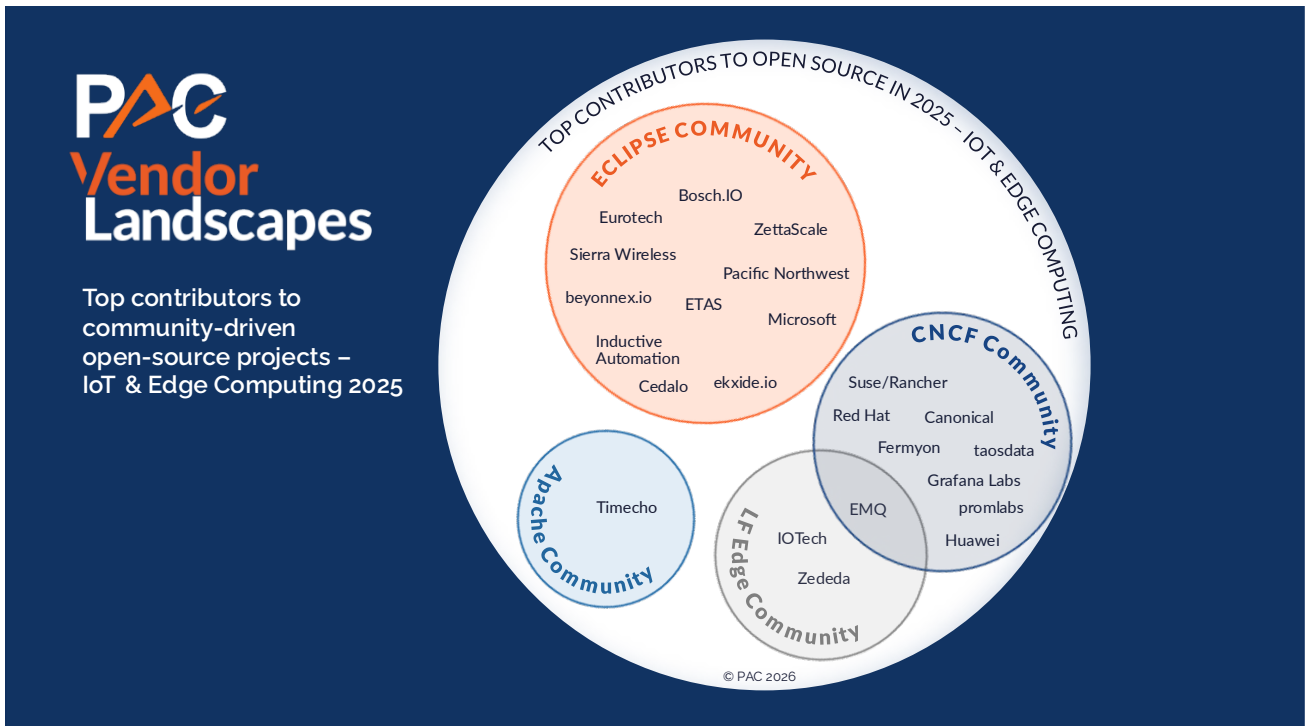 PAC
Vendor
Landscapes
Top contributors to
community-driven
open-source projects –
IoT & Edge Computing 2025
TOP CONTRIBUTORS TO OPEN SOURCE IN 2025 – IOT & EDGE COMPUTING
ECLIPSE COMMUNITY
Bosch.IO
Eurotech
ZettaScale
Sierra Wireless
Pacific Northwest
beyonnex.io
ETAS
Microsoft
Inductive
Automation
Cedalo
ekxide.io
CNCF Community
Suse/Rancher
Red Hat
Canonical
Fermyon
taosdata
Grafana Labs
promlabs
Huawei
EMQ
Apache Community
Timecho
LF Edge Community
IOTech
Zededa
© PAC 2026